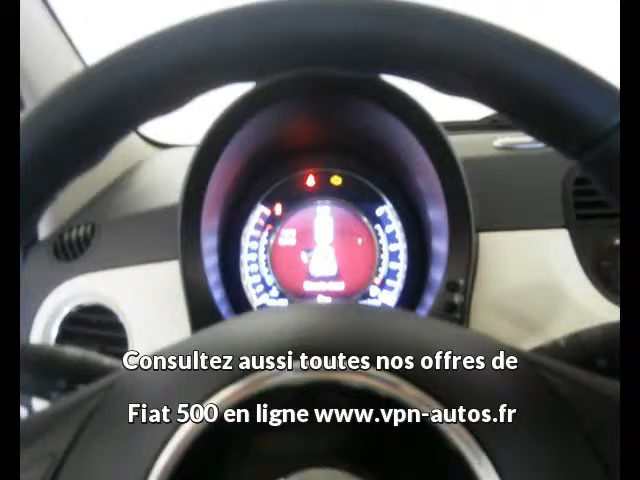 Consultez aussi toutes nos offres de
Fiat 500 en ligne www.vpn-autos.fr